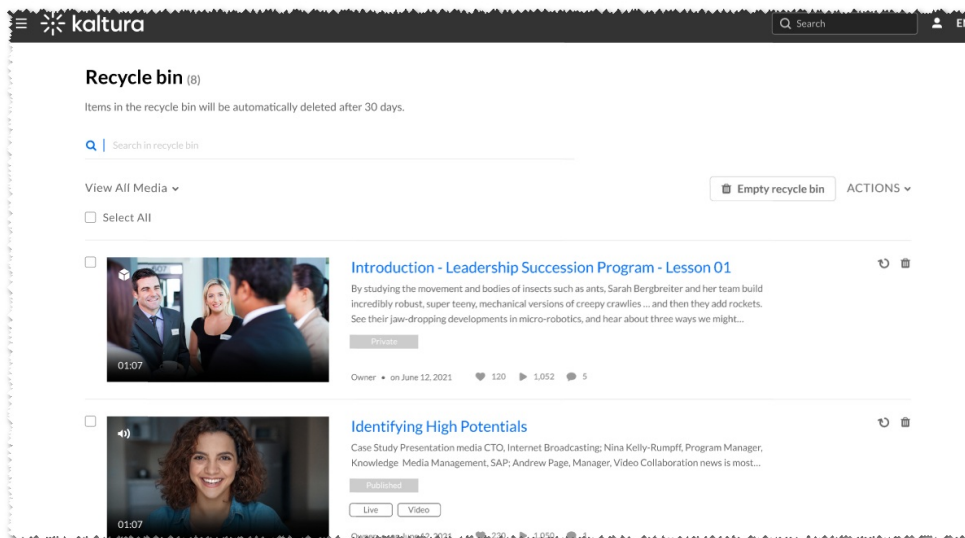 kaltura
Search
Recycle bin (8)
Items in the recycle bin will be automatically deleted after 30 days.
Search in recycle bin
View All Media
Empty recycle bin
ACTIONS
Select All
Introduction - Leadership Succession Program - Lesson 01
By studying the movement and bodies of insects such as ants, Sarah Bergbreiter and her team build
incredibly robust, super teeny, mechanical versions of creepy crawlies ... and then they add rockets.
See their jaw-dropping developments in micro-robotics, and hear about three ways we might...
Private
01:07
Owner • on June 12, 2021 120 1,052 5
Identifying High Potentials
Case Study Presentation media CTO, Internet Broadcasting; Nina Kelly-Rumpff, Program Manager,
Knowledge Media Management, SAP; Andrew Page, Manager, Video Collaboration news is most...
Published
Live Video
01:07